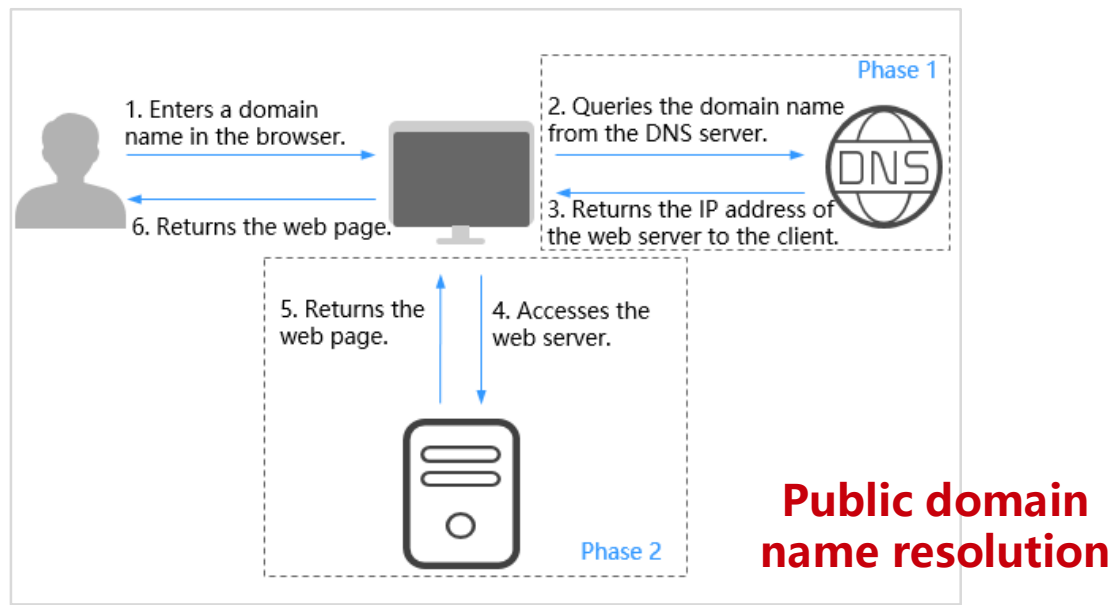 Phase 1
1. Enters a domain
name in the browser.
2. Queries the domain name
from the DNS server.
DNS
3. Returns the IP address of
the web server to the client.
6. Returns the web page.
5. Returns the
web page.
4. Accesses the
web server.
Phase 2
Public domain
name resolution